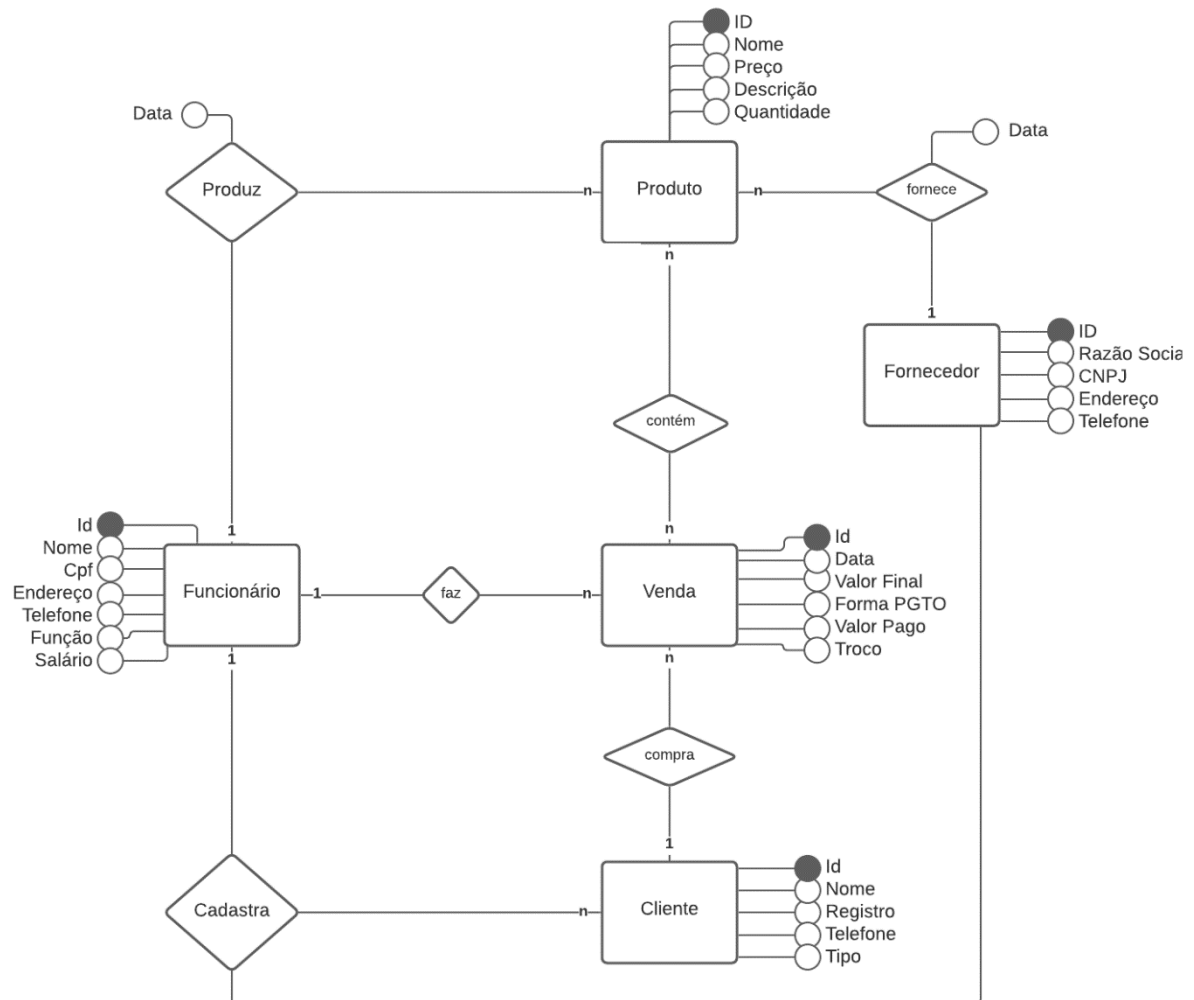 ID
Nome
Preço
Descrição
Quantidade
Data
Data
Produz
n
Produto
n
fornece
n
1
ID
Razão Socia
CNPJ
Endereço
Telefone
Fornecedor
contém
n
1
Id
Nome
Cpf
Endereço
Telefone
Função
Salário
Funcionário
1
faz
n
Venda
Id
Data
Valor Final
Forma PGTO
Valor Pago
Troco
1
n
compra
1
Cadastra
n
Cliente
Id
Nome
Registro
Telefone
Tipo